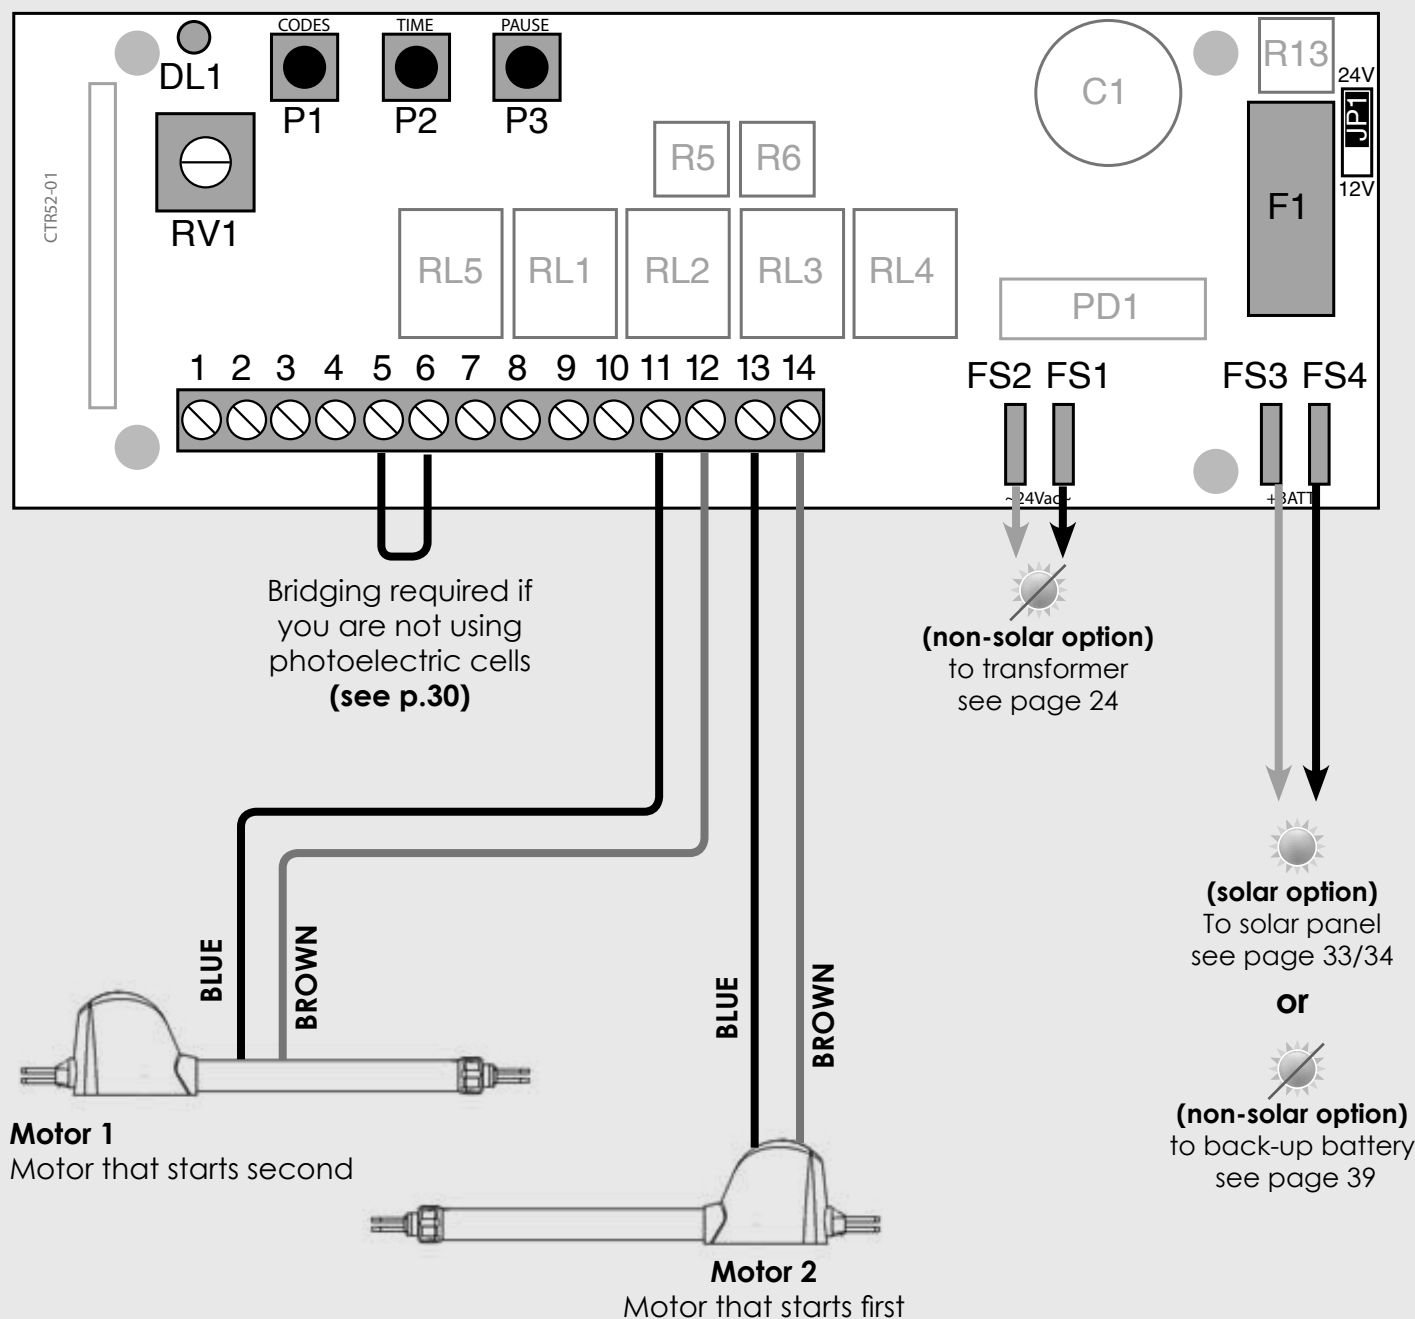 CODES TIME PAUSE
DL1
P1 P2 P3
RV1
CTR52-01
R5 R6
C1
R13
24V
JP1
12V
F1
RL5 RL1 RL2 RL3 RL4
PD1
1 2 3 4 5 6 7 8 9 10 11 12 13 14
FS2 FS1 FS3 FS4
~24Vac~
+BATT
Bridging required if
you are not using
photoelectric cells
(see p.30)
(non-solar option)
to transformer
see page 24
(solar option)
To solar panel
see page 33/34
or
(non-solar option)
to back-up battery
see page 39
BLUE
BROWN
BLUE
BROWN
Motor 1
Motor that starts second
Motor 2
Motor that starts first